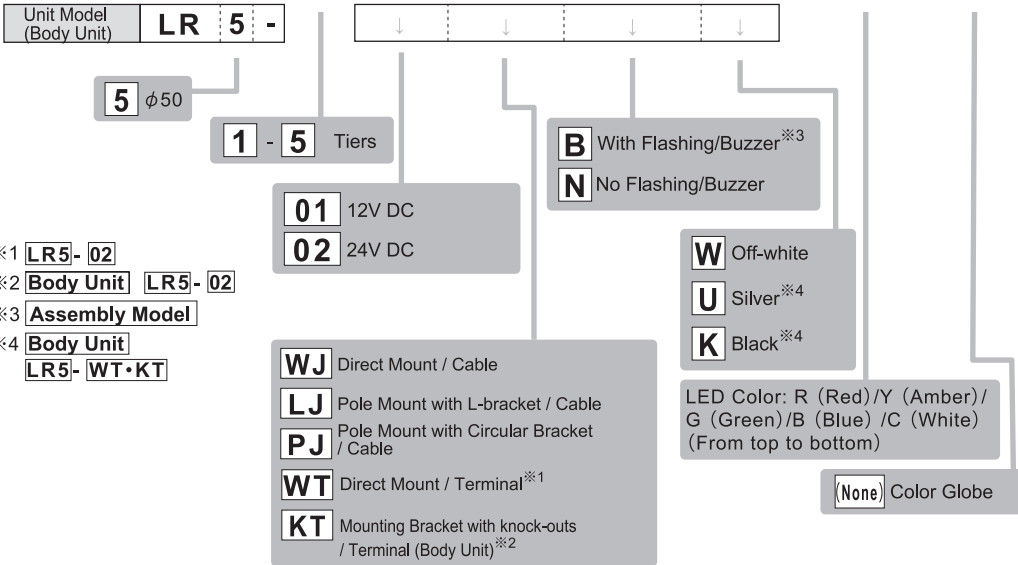 Unit Model
(Body Unit)
LR 5 -
↓ ↓ ↓ ↓
5 φ50
1 - 5 Tiers
B With Flashing/Buzzer※3
N No Flashing/Buzzer
01 12V DC
02 24V DC
※1 LR5- 02
※2 Body Unit LR5- 02
※3 Assembly Model
※4 Body Unit
LR5- WT・KT
W Off-white
U Silver※4
K Black※4
WJ Direct Mount / Cable
LJ Pole Mount with L-bracket / Cable
PJ Pole Mount with Circular Bracket
/ Cable
WT Direct Mount / Terminal※1
KT Mounting Bracket with knock-outs
/ Terminal (Body Unit)※2
LED Color: R (Red)/Y (Amber)/
G (Green)/B (Blue) /C (White)
(From top to bottom)
(None) Color Globe